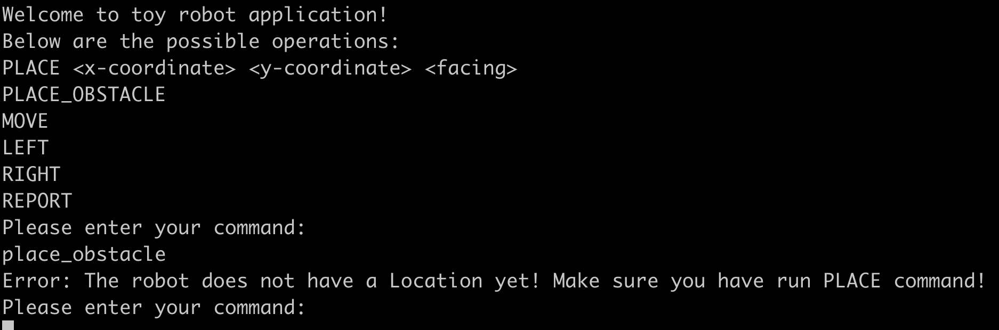 Welcome to toy robot application!
Below are the possible operations:
PLACE <x-coordinate> <y-coordinate> <facing>
PLACE_OBSTACLE
MOVE
LEFT
RIGHT
REPORT
Please enter your command:
place_obstacle
Error: The robot does not have a Location yet! Make sure you have run PLACE command!
Please enter your command: